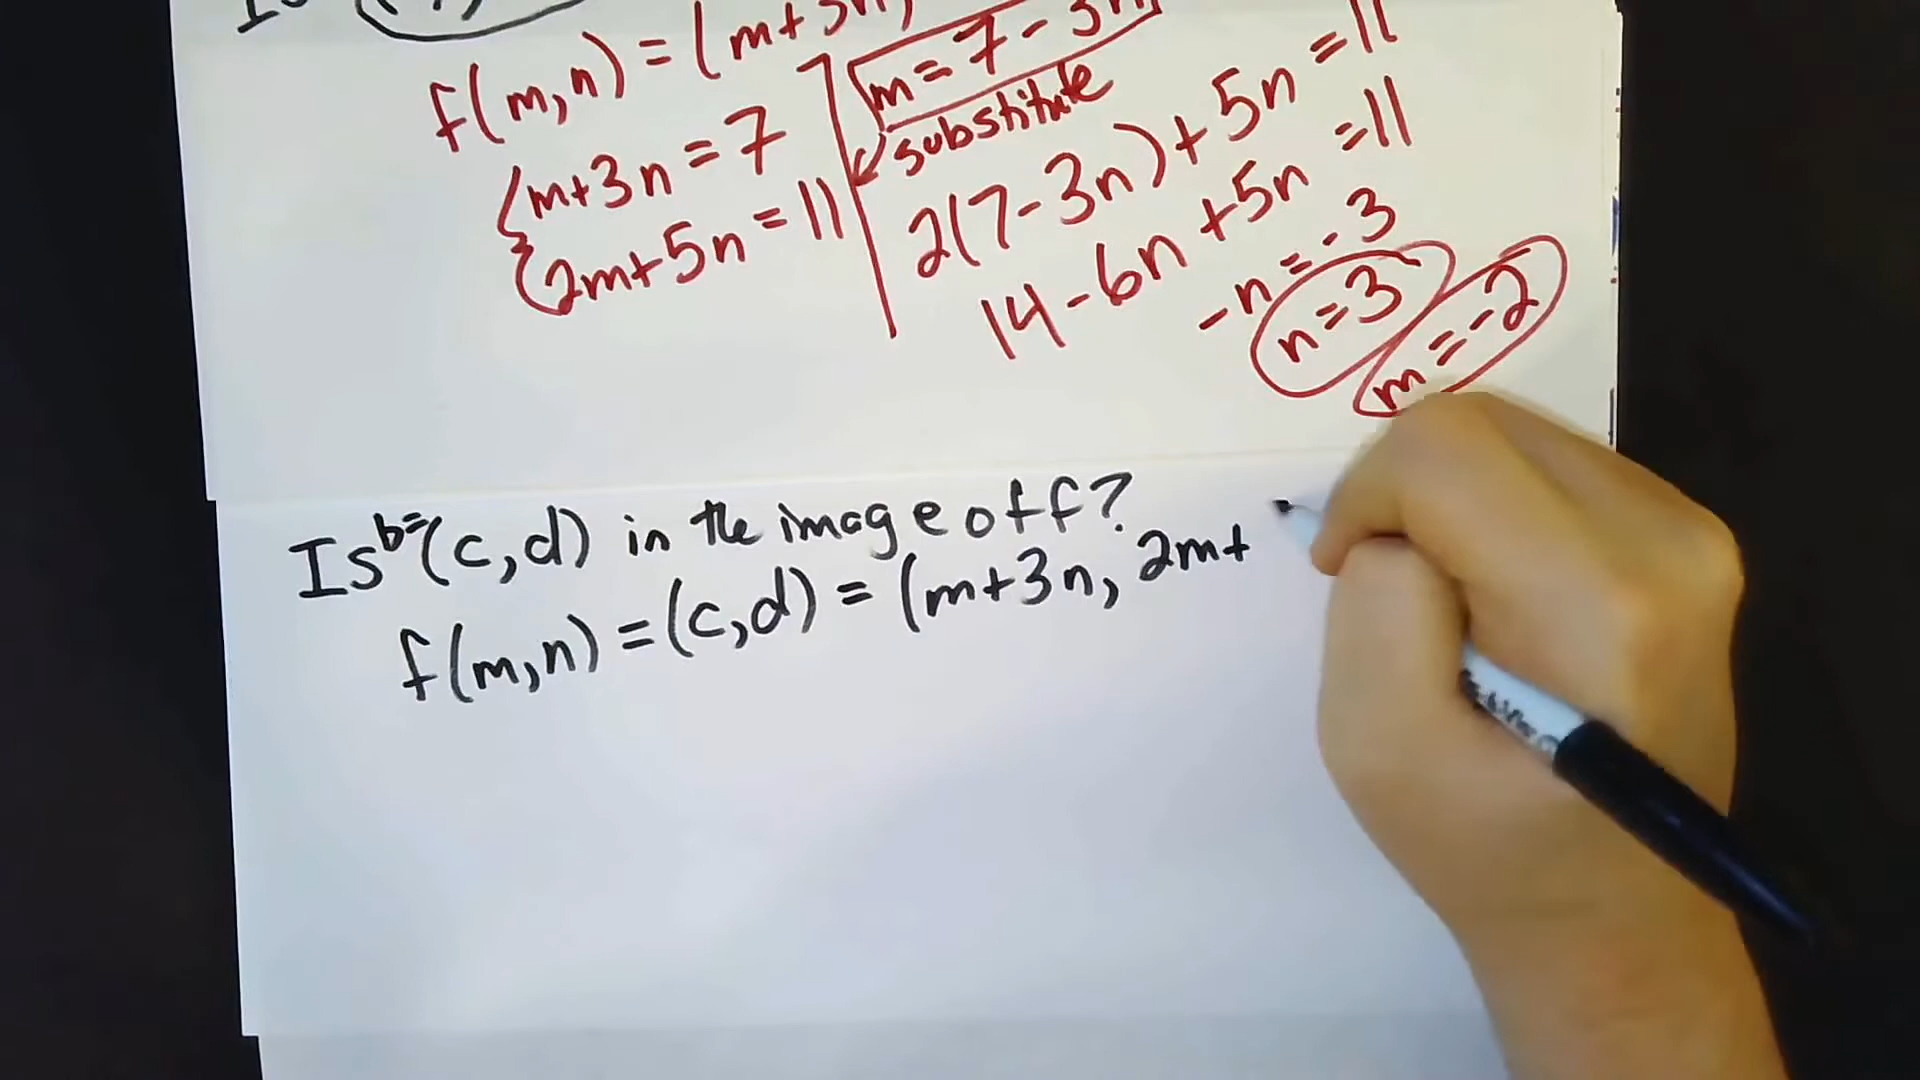 f(m,n) = (m+3n,
m = 7 - 3n
substitute
{m+3n = 7
2m+5n = 11
2(7-3n)+5n = 11
14-6n+5n = 11
-n = -3
n = 3
m = -2
Is b=(c,d) in the image of f?
f(m,n) = (c,d) = (m+3n, 2m+